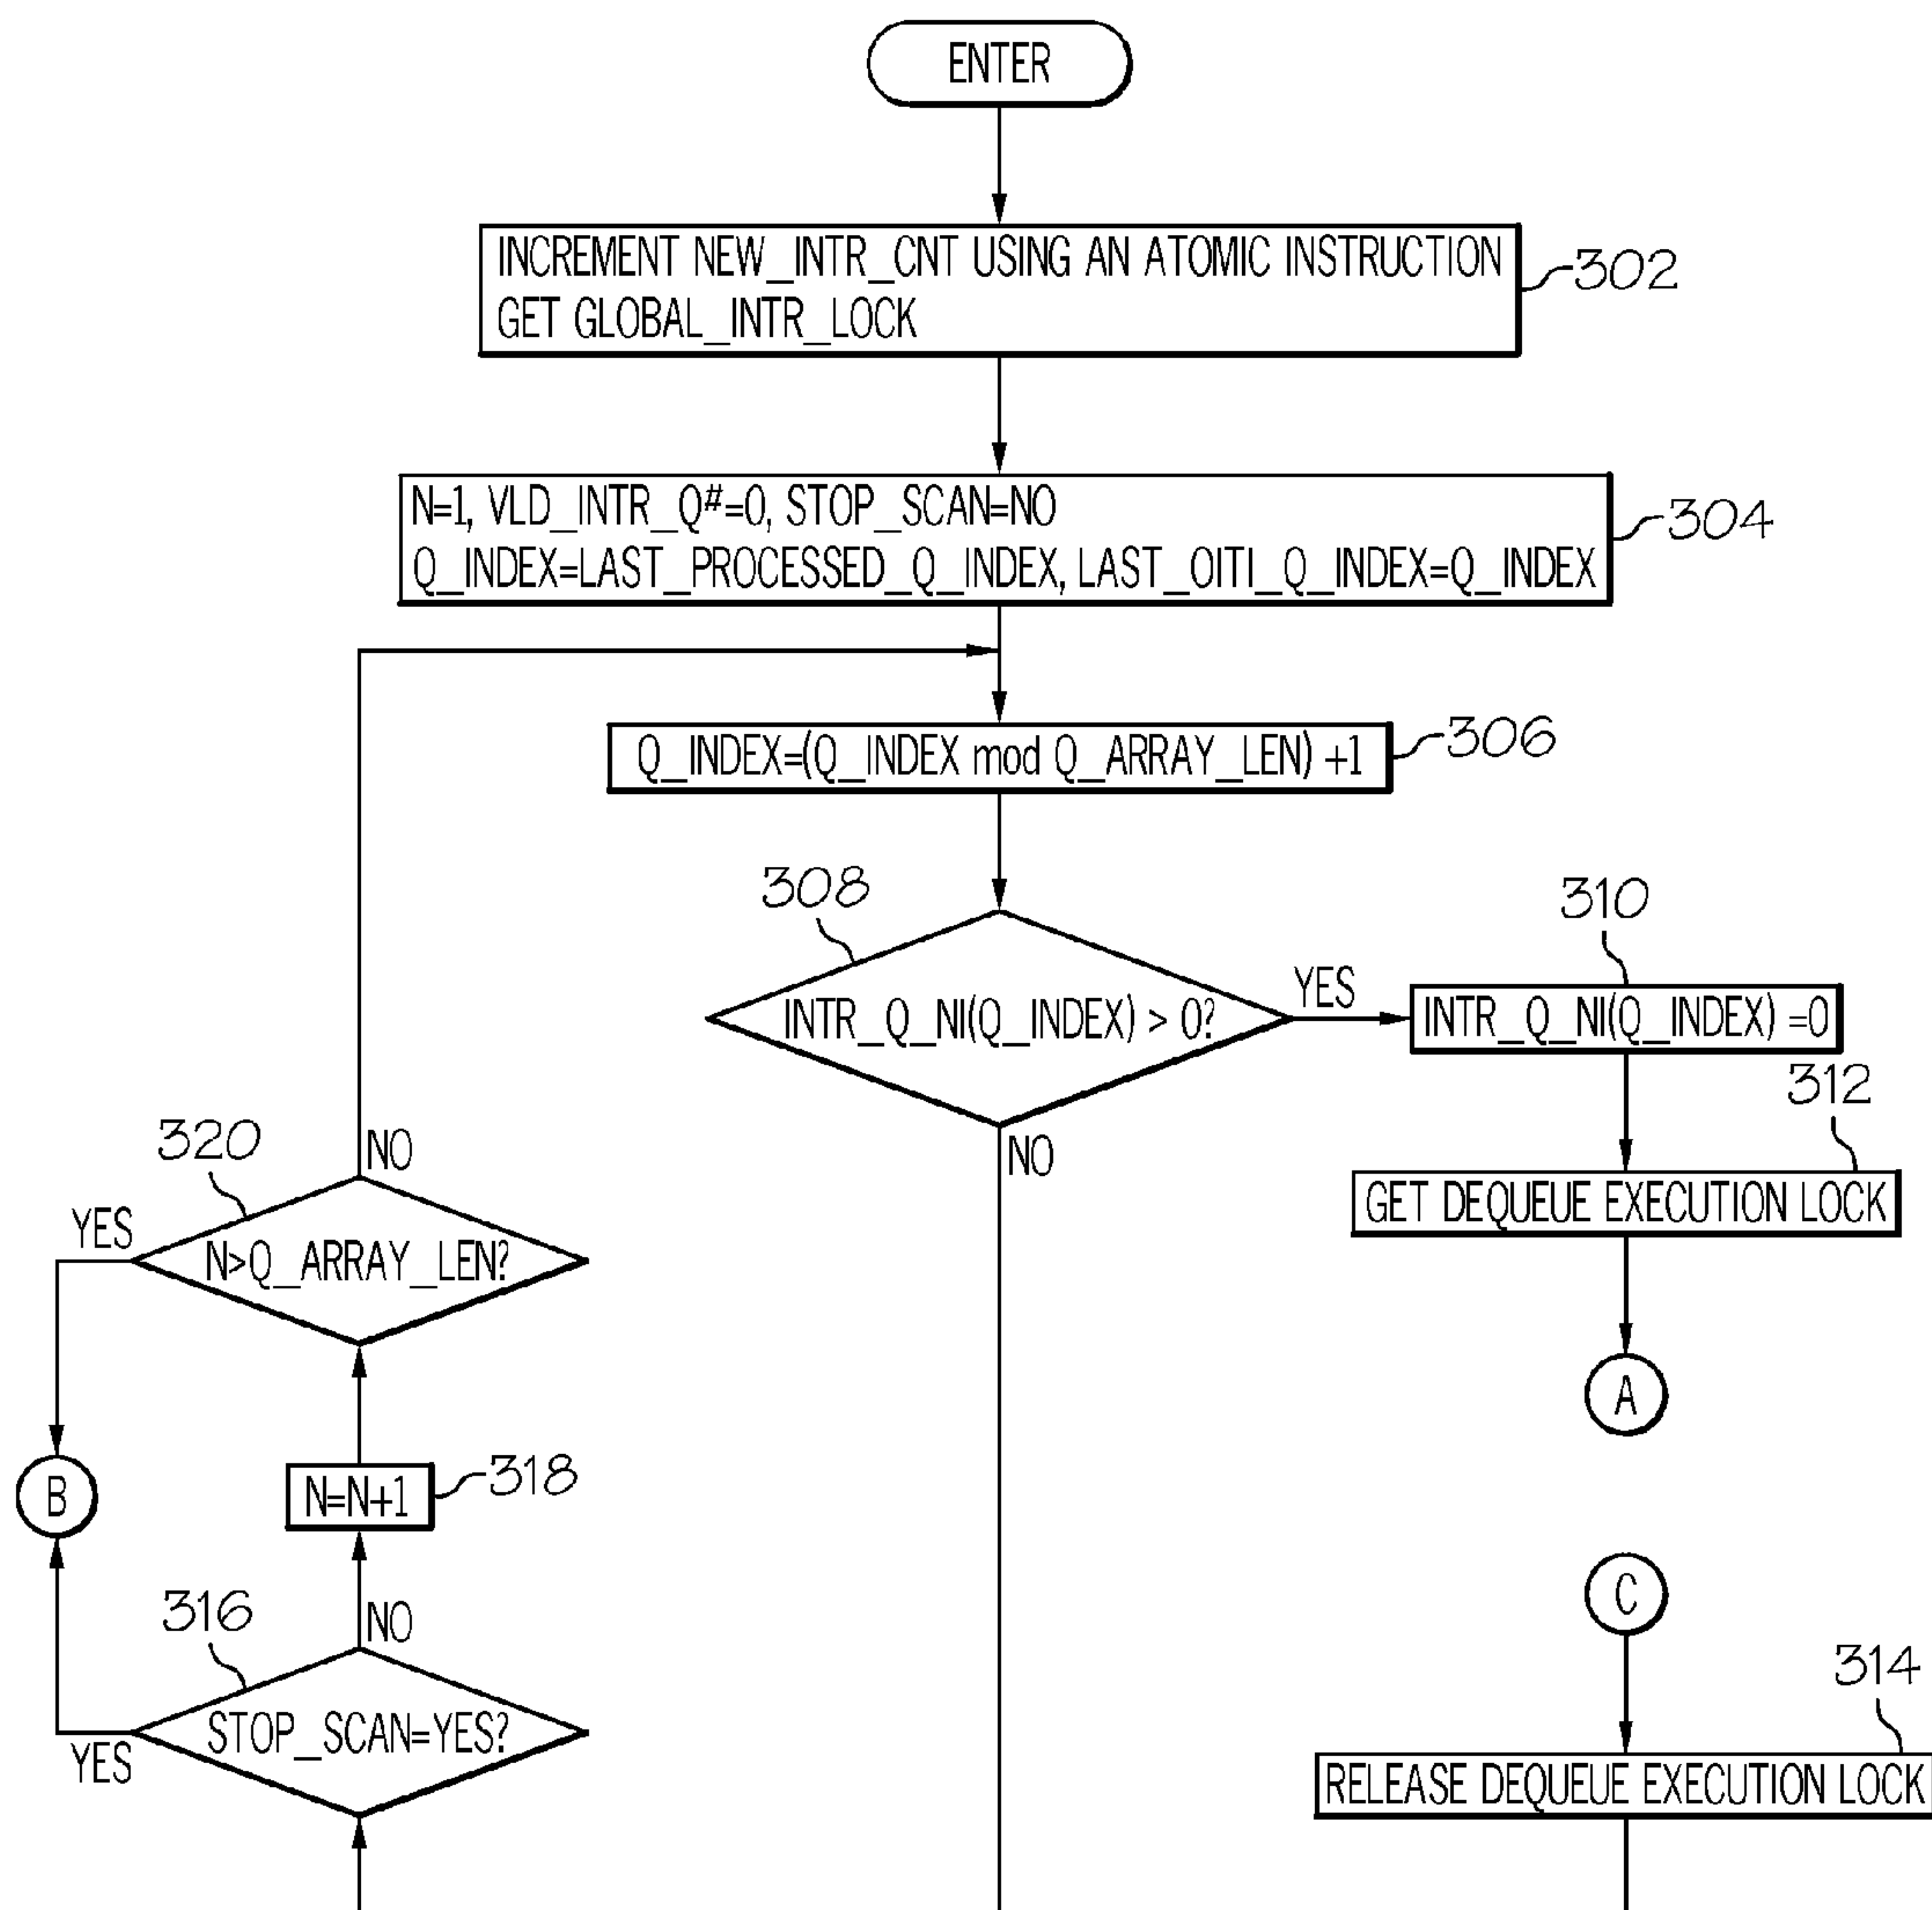 ENTER
INCREMENT NEW_INTR_CNT USING AN ATOMIC INSTRUCTION
GET GLOBAL_INTR_LOCK
302
N=1, VLD_INTR_Q#=0, STOP_SCAN=NO
Q_INDEX=LAST_PROCESSED_Q_INDEX, LAST_OITI_Q_INDEX=Q_INDEX
304
Q_INDEX=(Q_INDEX mod Q_ARRAY_LEN) +1
306
308
INTR_Q_NI(Q_INDEX) > 0?
YES
NO
310
INTR_Q_NI(Q_INDEX) =0
312
GET DEQUEUE EXECUTION LOCK
A
320
NO
YES
N>Q_ARRAY_LEN?
B
N=N+1
318
C
316
NO
STOP_SCAN=YES?
YES
314
RELEASE DEQUEUE EXECUTION LOCK